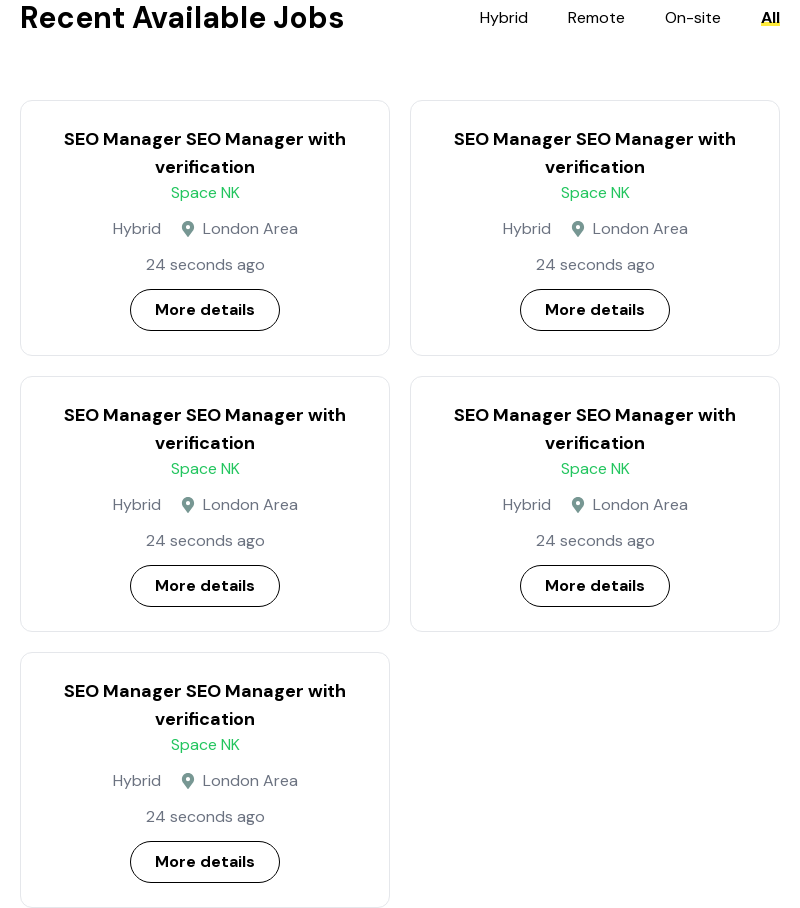 Recent Available Jobs
Hybrid Remote On-site All
SEO Manager SEO Manager with
verification
Space NK
Hybrid London Area
24 seconds ago
More details
SEO Manager SEO Manager with
verification
Space NK
Hybrid London Area
24 seconds ago
More details
SEO Manager SEO Manager with
verification
Space NK
Hybrid London Area
24 seconds ago
More details
SEO Manager SEO Manager with
verification
Space NK
Hybrid London Area
24 seconds ago
More details
SEO Manager SEO Manager with
verification
Space NK
Hybrid London Area
24 seconds ago
More details